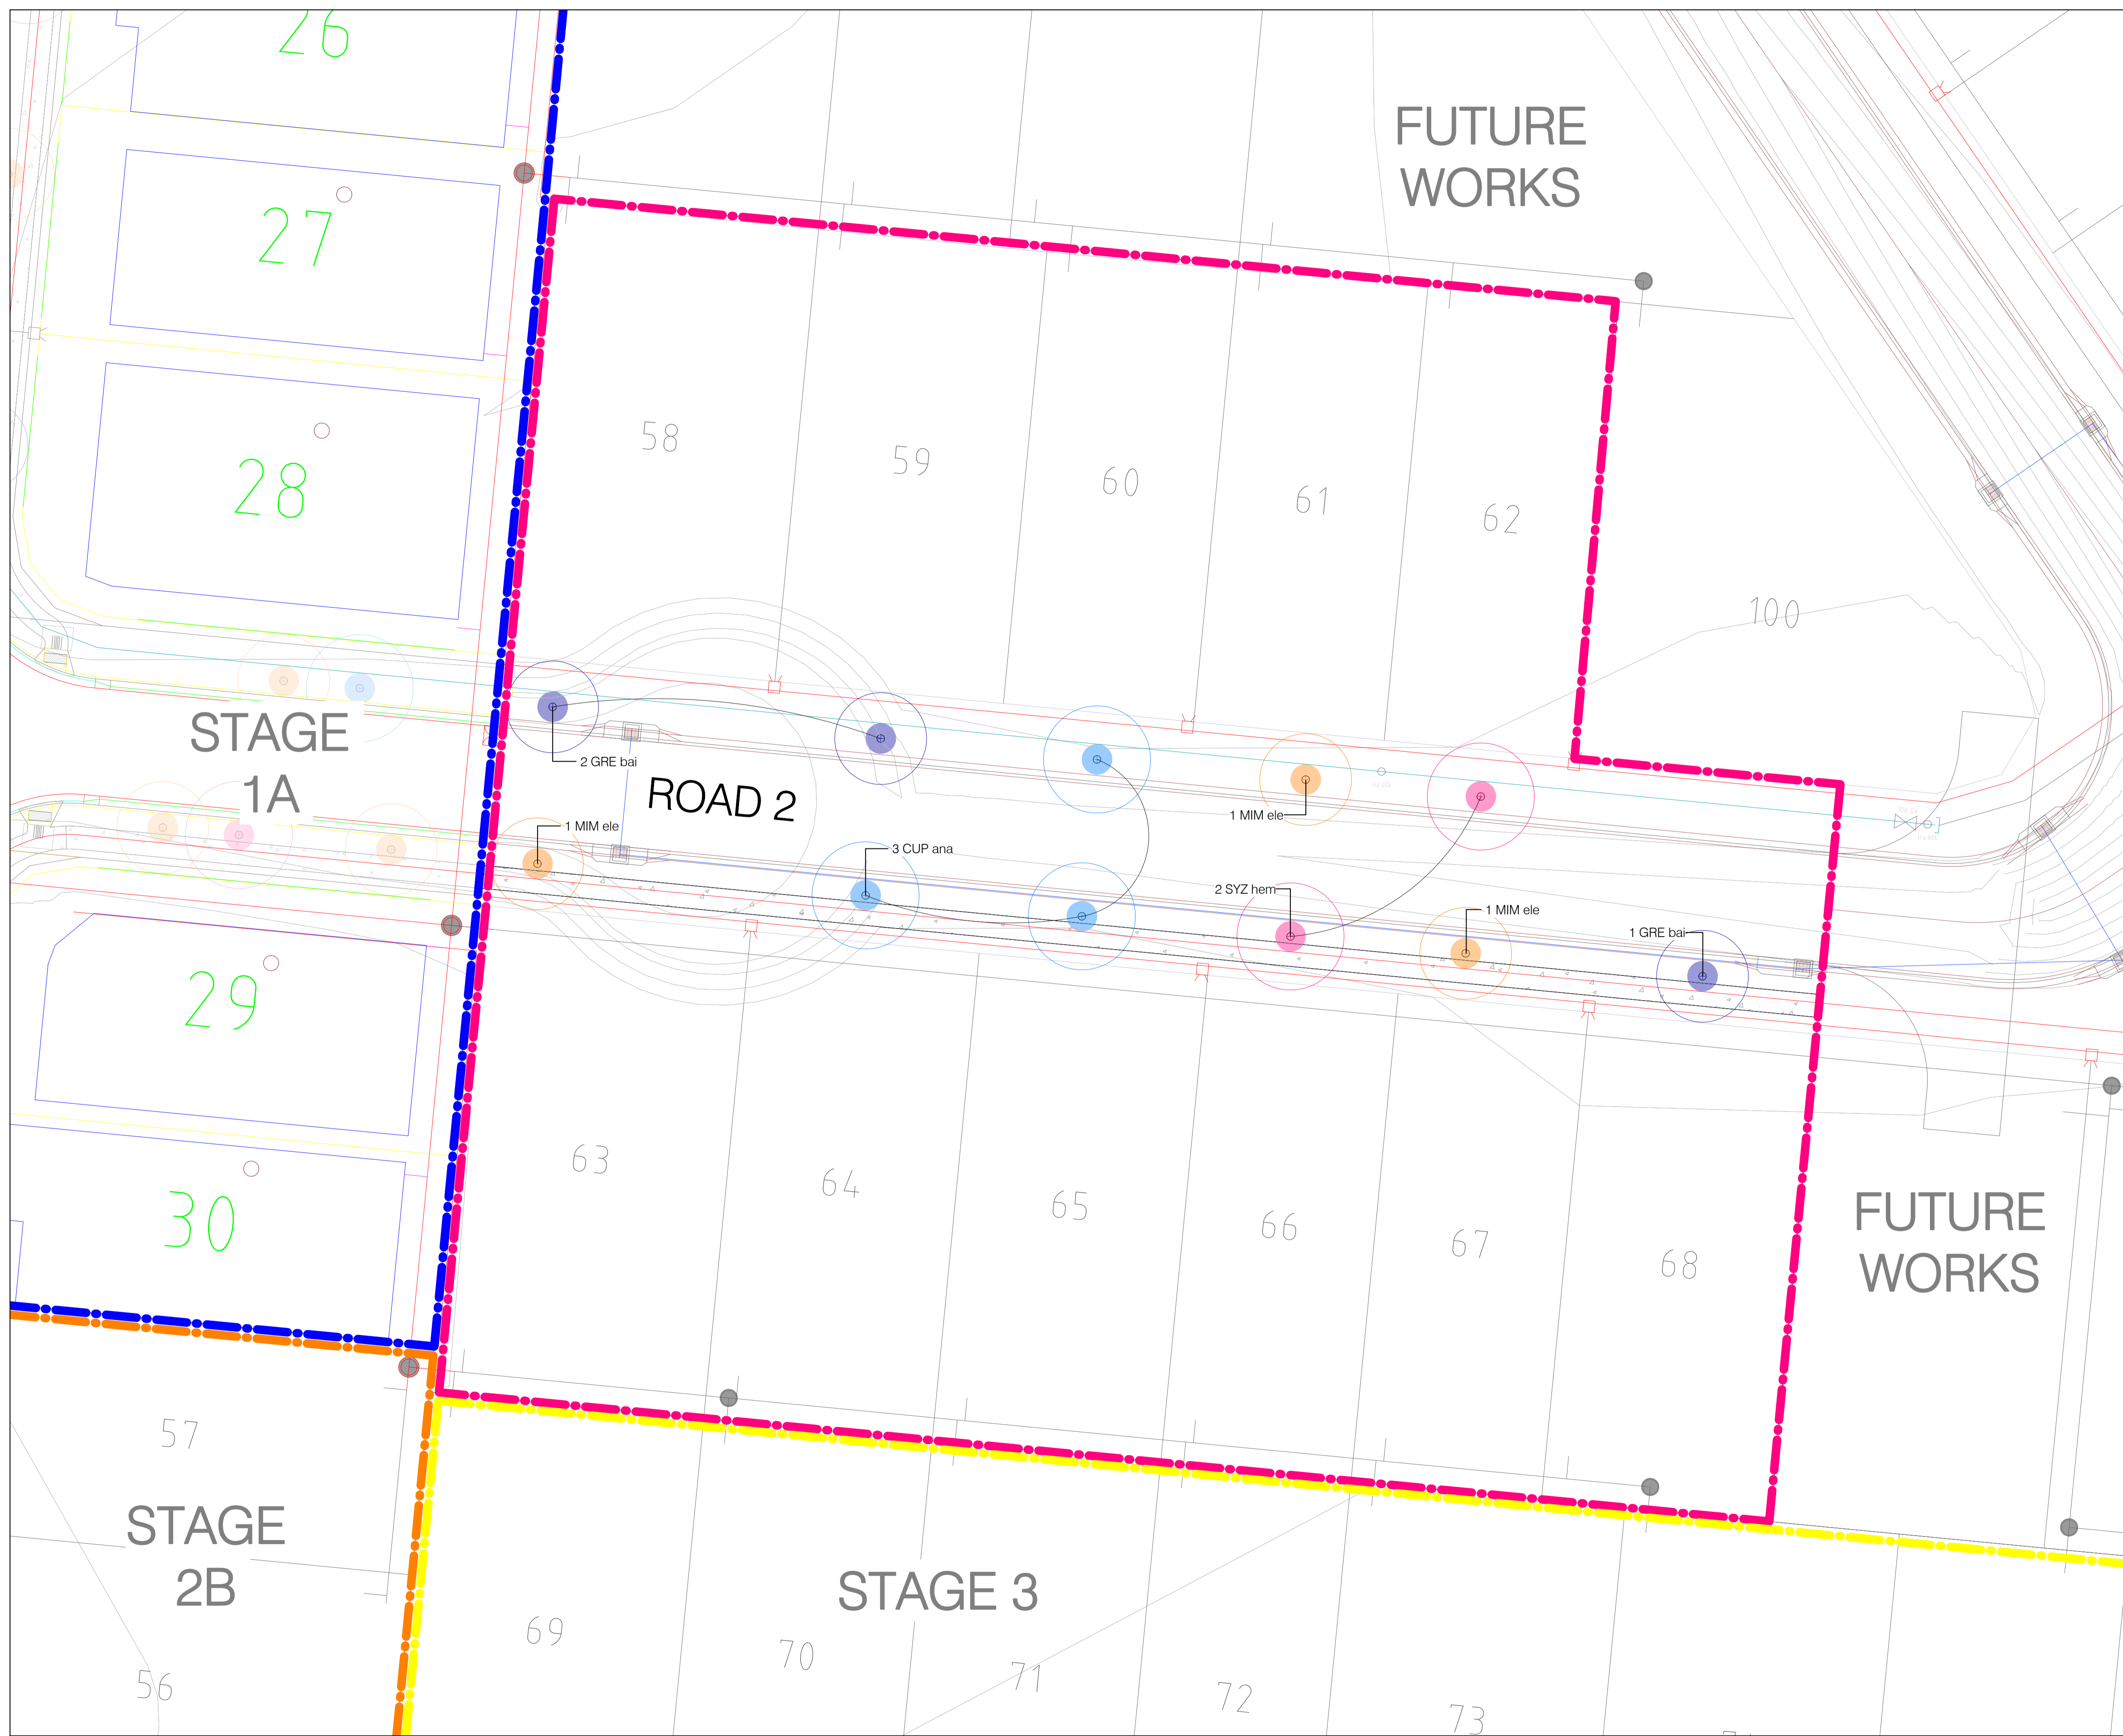 26
FUTURE
WORKS
27
58
59
28
60
61
62
100
STAGE
1A
2 GRE bai
ROAD 2
1 MIM ele
1 MIM ele
3 CUP ana
2 SYZ hem
1 MIM ele
1 GRE bai
29
63
64
65
66
67
68
30
FUTURE
WORKS
57
STAGE
2B
STAGE 3
69
70
71
72
73
56